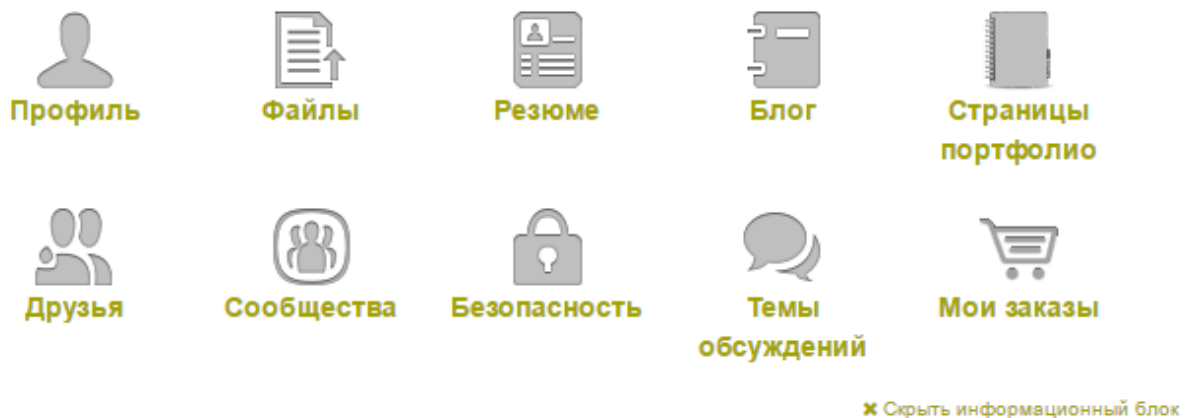 Профиль
Файлы
Резюме
Блог
Страницы
портфолио
Друзья
Сообщества
Безопасность
Темы
обсуждений
Мои заказы
✖ Скрыть информационный блок